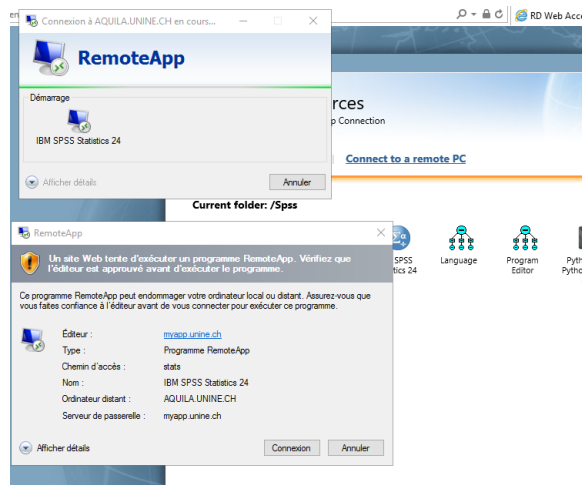 Connexion à AQUILA.UNINE.CH en cours...
RD Web Acce
RemoteApp
Démarrage
IBM SPSS Statistics 24
Afficher détails
Annuler
rces
p Connection
Connect to a remote PC
Current folder: /Spss
SPSS
tics 24
Language
Program
Editor
Pyth
Pytho
RemoteApp
Un site Web tente d'exécuter un programme RemoteApp. Vérifiez que
l'éditeur est approuvé avant d'exécuter le programme.
Ce programme RemoteApp peut endommager votre ordinateur local ou distant. Assurez-vous que
vous faites confiance à l'éditeur avant de vous connecter pour exécuter ce programme.
Éditeur : myapp.unine.ch
Type : Programme RemoteApp
Chemin d'accès : stats
Nom : IBM SPSS Statistics 24
Ordinateur distant : AQUILA.UNINE.CH
Serveur de passerelle : myapp.unine.ch
Afficher détails
Connexion
Annuler